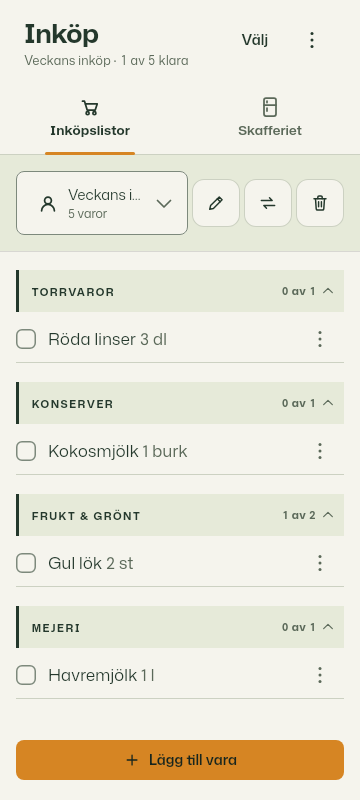 Inköp
Välj
Veckans inköp · 1 av 5 klara
Inköpslistor
Skafferiet
Veckans i...
5 varor
TORRVAROR
0 av 1
Röda linser 3 dl
KONSERVER
0 av 1
Kokosmjölk 1 burk
FRUKT & GRÖNT
1 av 2
Gul lök 2 st
MEJERI
0 av 1
Havremjölk 1 l
Lägg till vara